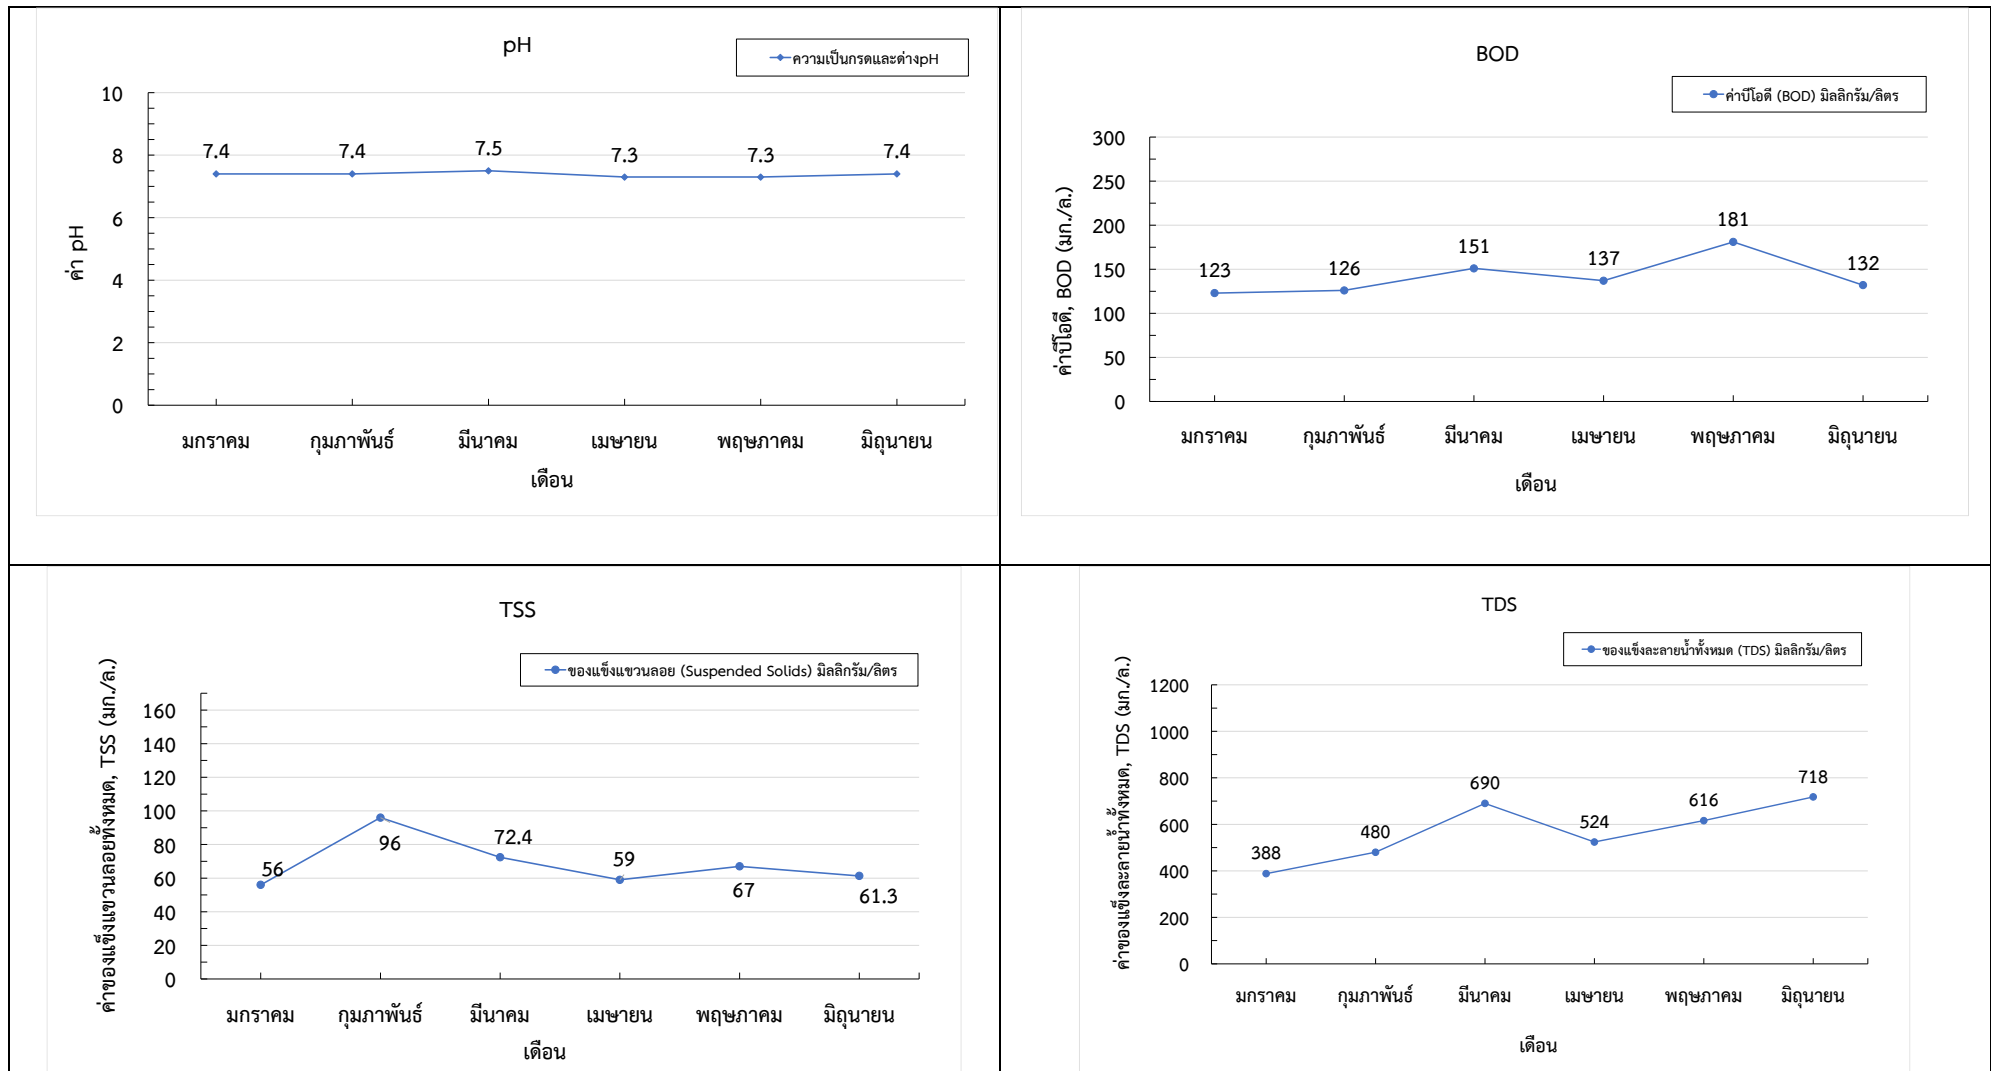 pH
ความเป็นกรดและด่างpH
10
8
6
4
2
0
ค่า pH
7.4
7.4
7.5
7.3
7.3
7.4
มกราคม กุมภาพันธ์ มีนาคม เมษายน พฤษภาคม มิถุนายน
เดือน
BOD
ค่าบีโอดี (BOD) มิลลิกรัม/ลิตร
300
250
200
150
100
50
0
ค่าบีโอดี, BOD (มก./ล.)
123
126
151
137
181
132
มกราคม กุมภาพันธ์ มีนาคม เมษายน พฤษภาคม มิถุนายน
เดือน
TSS
ของแข็งแขวนลอย (Suspended Solids) มิลลิกรัม/ลิตร
160
140
120
100
80
60
40
20
0
ค่าของแข็งแขวนลอยทั้งหมด, TSS (มก./ล.)
56
96
72.4
59
67
61.3
มกราคม กุมภาพันธ์ มีนาคม เมษายน พฤษภาคม มิถุนายน
เดือน
TDS
ของแข็งละลายน้ำทั้งหมด (TDS) มิลลิกรัม/ลิตร
1200
1000
800
600
400
200
0
ค่าของแข็งละลายน้ำทั้งหมด, TDS (มก./ล.)
388
480
690
524
616
718
มกราคม กุมภาพันธ์ มีนาคม เมษายน พฤษภาคม มิถุนายน
เดือน